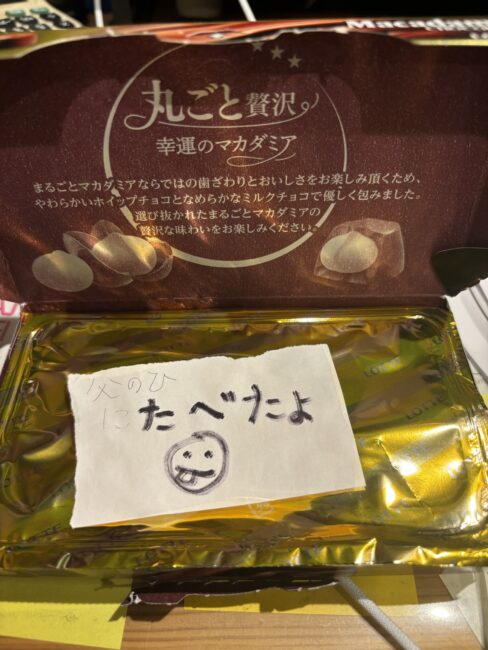 Macadam
丸ごと贅沢。
幸運のマカダミア
まるごとマカダミアならではの歯ざわりとおいしさをお楽しみ頂くため、
やわらかいホイップチョコとなめらかなミルクチョコで優しく包みました。
選び抜かれたまるごとマカダミアの
贅沢な味わいをお楽しみください。
父のひ
にたべたよ
LOTTE